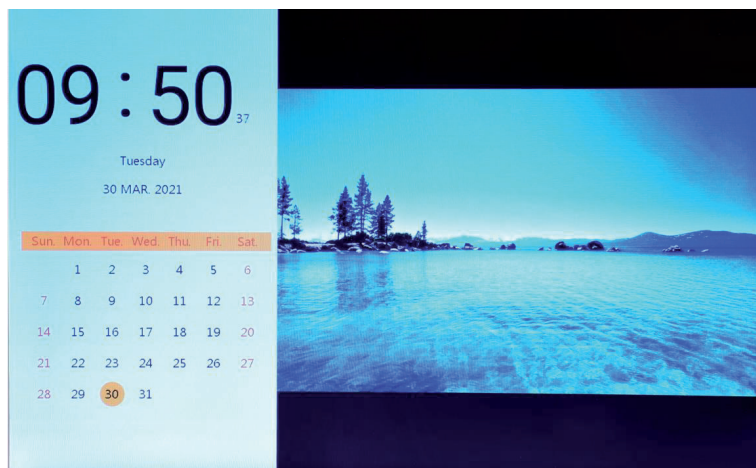 09 : 50 37
Tuesday
30 MAR. 2021
Sun. Mon. Tue. Wed. Thu. Fri. Sat.
1 2 3 4 5 6
7 8 9 10 11 12 13
14 15 16 17 18 19 20
21 22 23 24 25 26 27
28 29 30 31